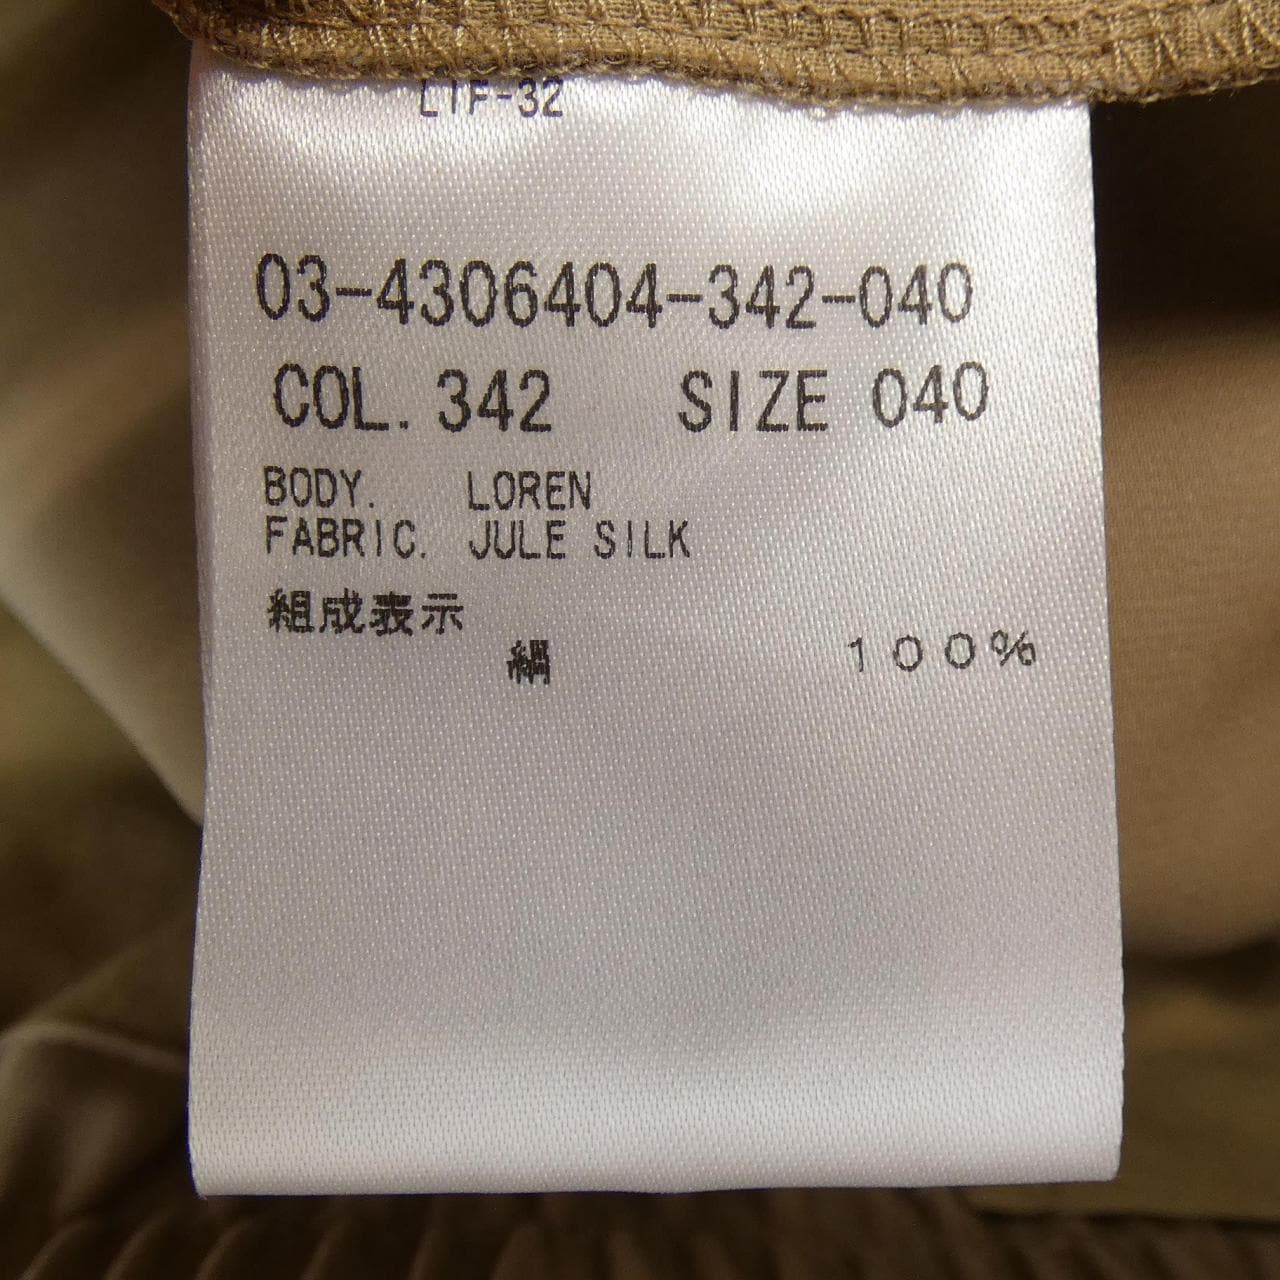 LIF-32
03-4306404-342-040
COL. 342 SIZE 040
BODY. LOREN
FABRIC. JULE SILK
組成表示
絹 100%